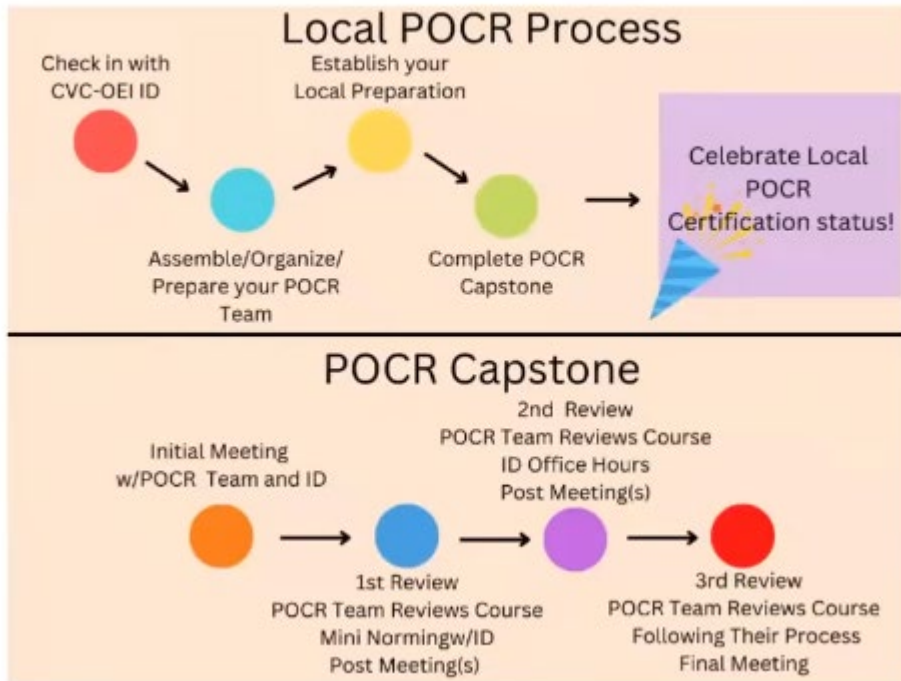 Local POCR Process
Check in with
CVC-OEI ID
Assemble/Organize/
Prepare your POCR
Team
Establish your
Local Preparation
Complete POCR
Capstone
Celebrate Local
POCR
Certification status!
POCR Capstone
Initial Meeting
w/POCR Team and ID
1st Review
POCR Team Reviews Course
Mini Normingw/ID
Post Meeting(s)
2nd Review
POCR Team Reviews Course
ID Office Hours
Post Meeting(s)
3rd Review
POCR Team Reviews Course
Following Their Process
Final Meeting